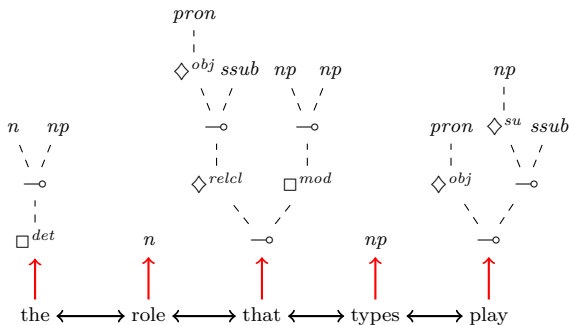 pron
◇obj ssub np np np
n np ⊸ ⊸ pron ◇su ssub
⊸ ◇relcl □mod ◇obj ⊸
□det n ⊸ np ⊸
the role that types play